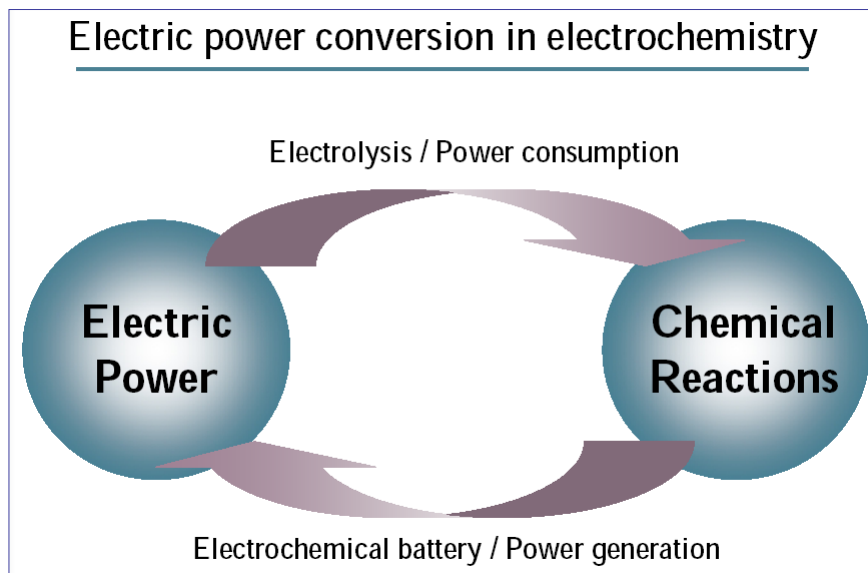 Electric power conversion in electrochemistry
Electrolysis / Power consumption
Electric
Power
Chemical
Reactions
Electrochemical battery / Power generation